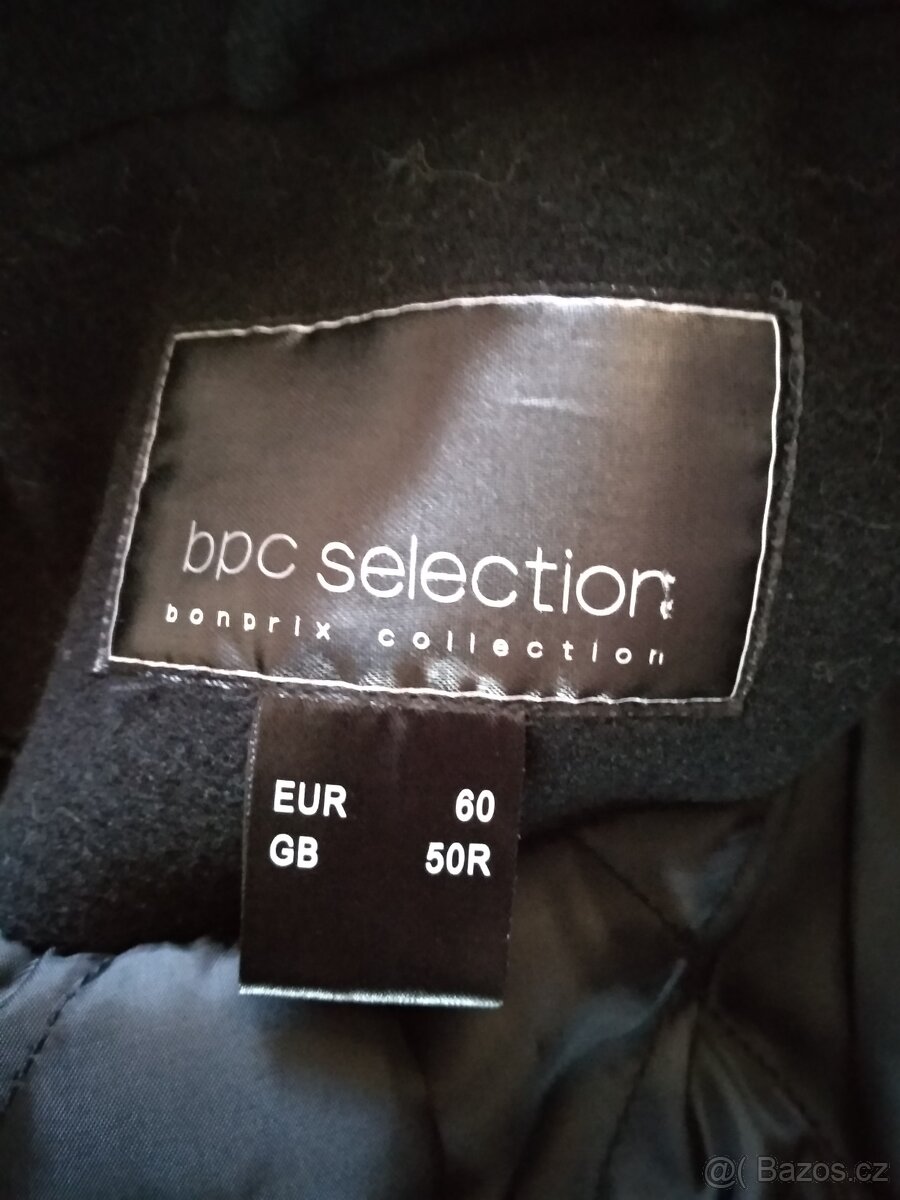 bpc selection
bonprix collection
EUR 60
GB 50R
@( Bazos.cz